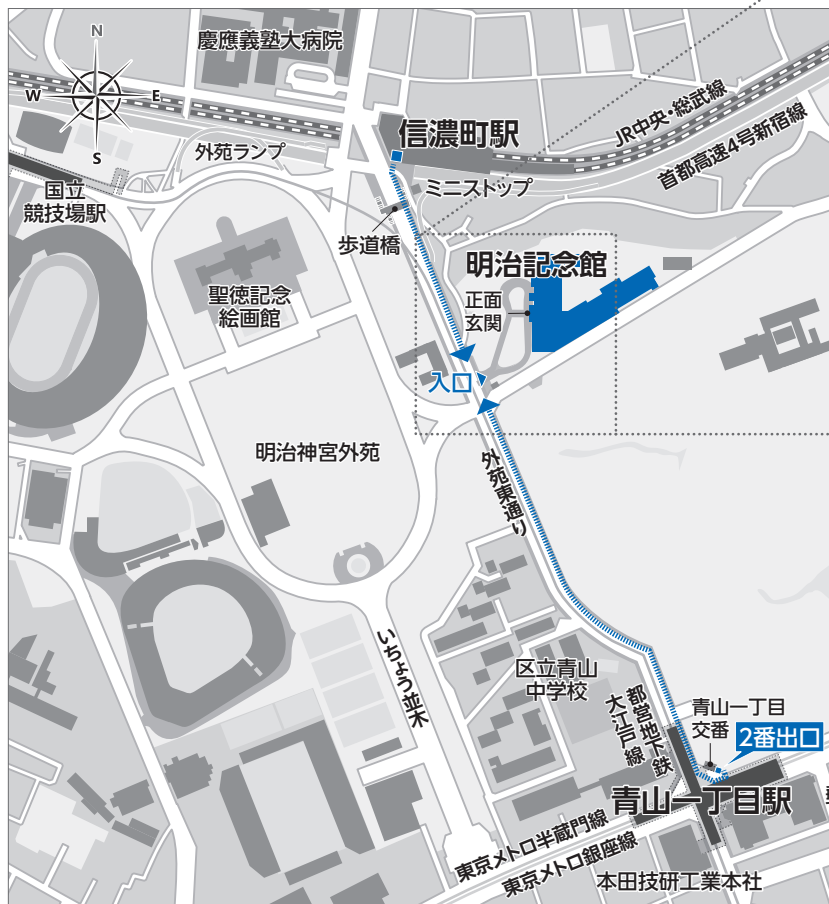 慶應義塾大病院
N
W
E
S
信濃町駅
JR中央・総武線
首都高速4号新宿線
外苑ランプ
ミニストップ
国立
競技場駅
歩道橋
明治記念館
聖徳記念
絵画館
正面
玄関
入口
明治神宮外苑
外苑東通り
いちょう並木
区立青山
中学校
都営地下鉄
大江戸線
青山一丁目
交番
2番出口
青山一丁目駅
東京メトロ半蔵門線
東京メトロ銀座線
本田技研工業本社